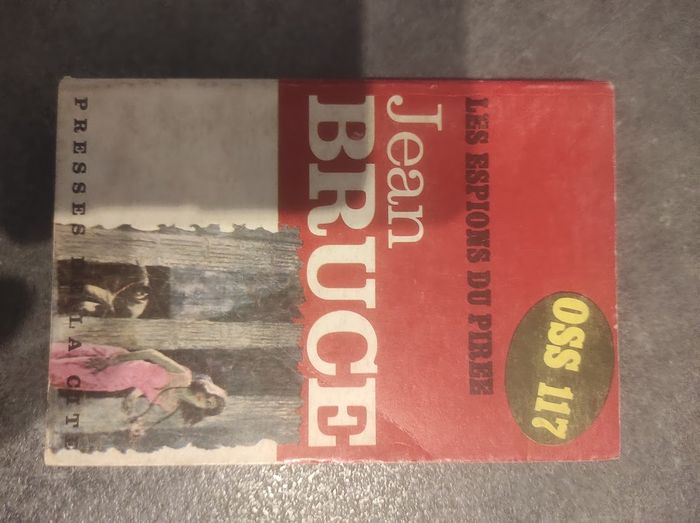 OSS 117
LES ESPIONS DU PIREE
Jean
BRUCE
PRESSES DE LA CITE